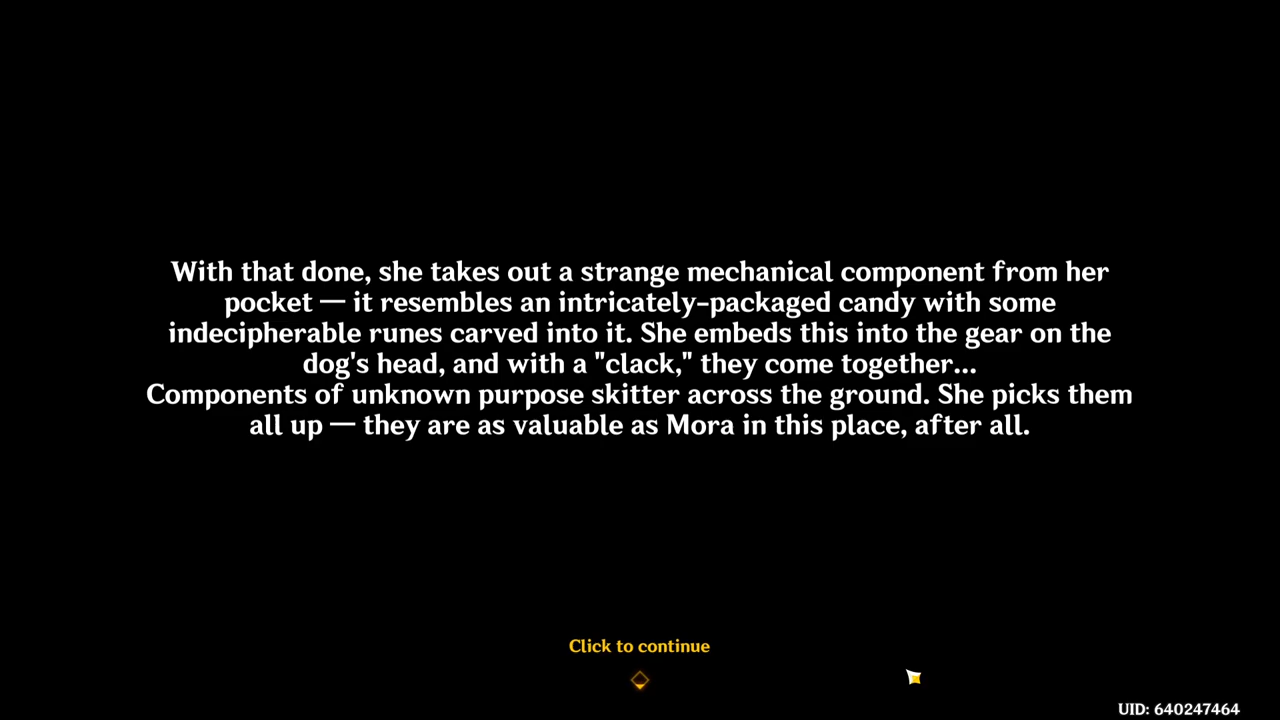 With that done, she takes out a strange mechanical component from her
pocket — it resembles an intricately-packaged candy with some
indecipherable runes carved into it. She embeds this into the gear on the
dog's head, and with a "clack," they come together...
Components of unknown purpose skitter across the ground. She picks them
all up — they are as valuable as Mora in this place, after all.
Click to continue
UID: 640247464